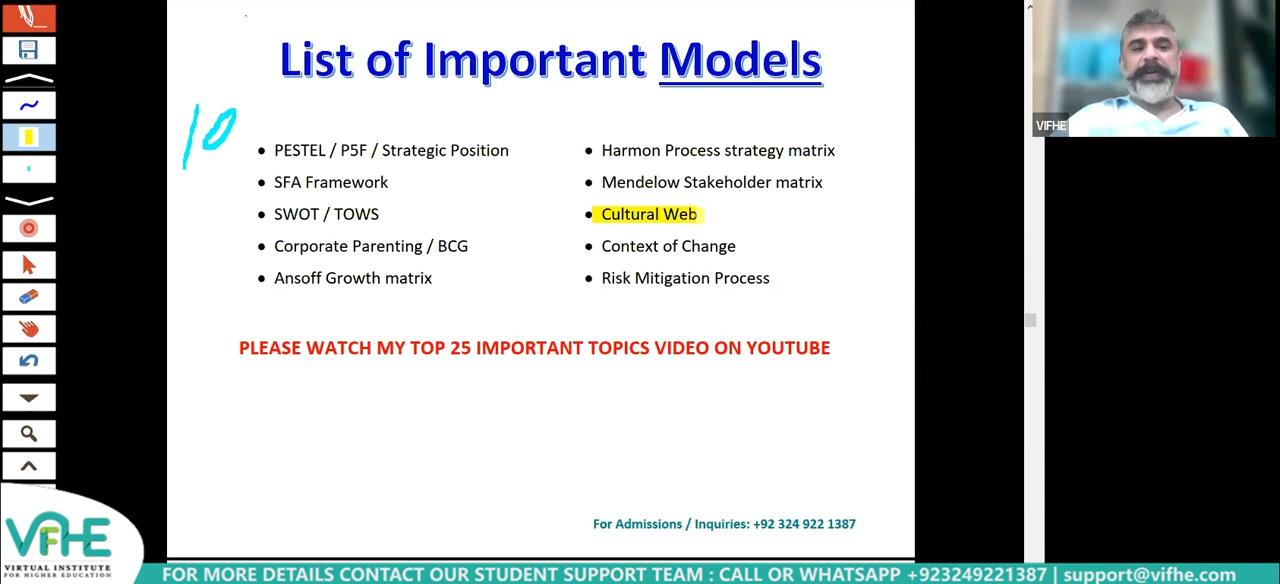 List of Important Models
10
• PESTEL / P5F / Strategic Position
• SFA Framework
• SWOT / TOWS
• Corporate Parenting / BCG
• Ansoff Growth matrix
• Harmon Process strategy matrix
• Mendelow Stakeholder matrix
• Cultural Web
• Context of Change
• Risk Mitigation Process
PLEASE WATCH MY TOP 25 IMPORTANT TOPICS VIDEO ON YOUTUBE
For Admissions / Inquiries: +92 324 922 1387
VIFHE
VIFHE
VIRTUAL INSTITUTE
FOR HIGHER EDUCATION
FOR MORE DETAILS CONTACT OUR STUDENT SUPPORT TEAM : CALL OR WHATSAPP +923249221387 | support@vifhe.com